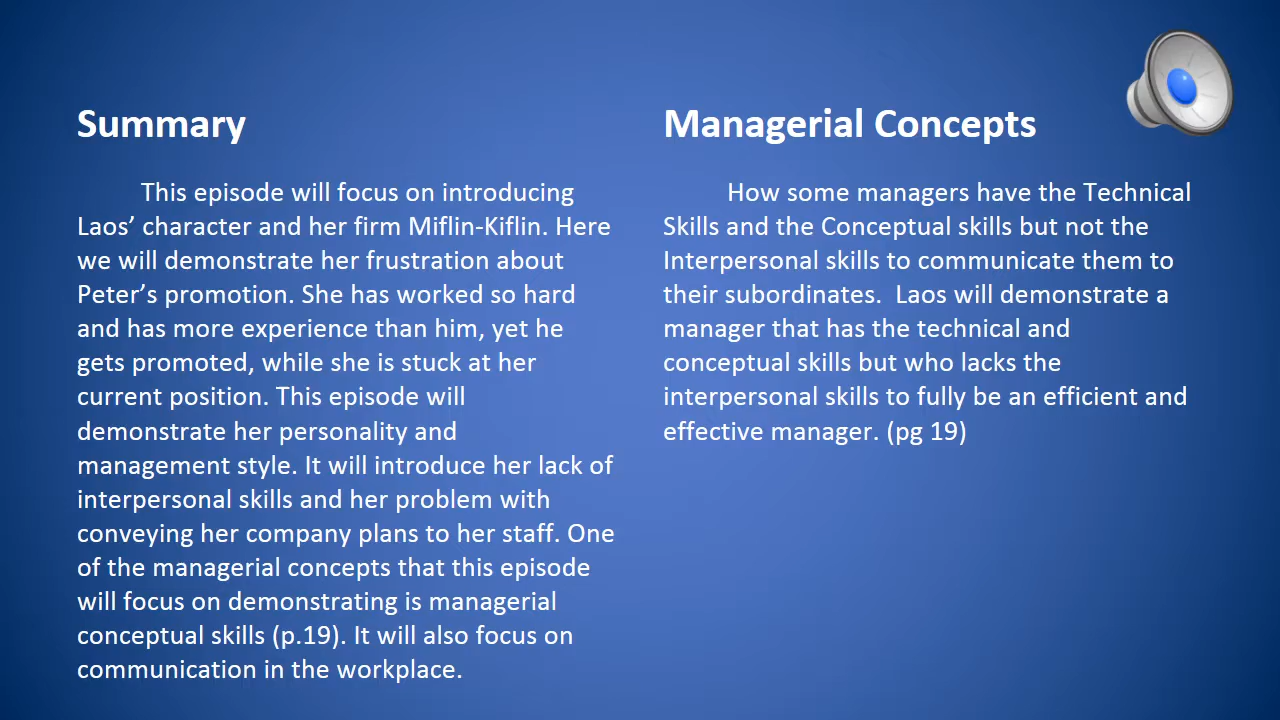 Summary
This episode will focus on introducing
Laos’ character and her firm Miflin-Kiflin. Here
we will demonstrate her frustration about
Peter’s promotion. She has worked so hard
and has more experience than him, yet he
gets promoted, while she is stuck at her
current position. This episode will
demonstrate her personality and
management style. It will introduce her lack of
interpersonal skills and her problem with
conveying her company plans to her staff. One
of the managerial concepts that this episode
will focus on demonstrating is managerial
conceptual skills (p.19). It will also focus on
communication in the workplace.
Managerial Concepts
How some managers have the Technical
Skills and the Conceptual skills but not the
Interpersonal skills to communicate them to
their subordinates.  Laos will demonstrate a
manager that has the technical and
conceptual skills but who lacks the
interpersonal skills to fully be an efficient and
effective manager. (pg 19)